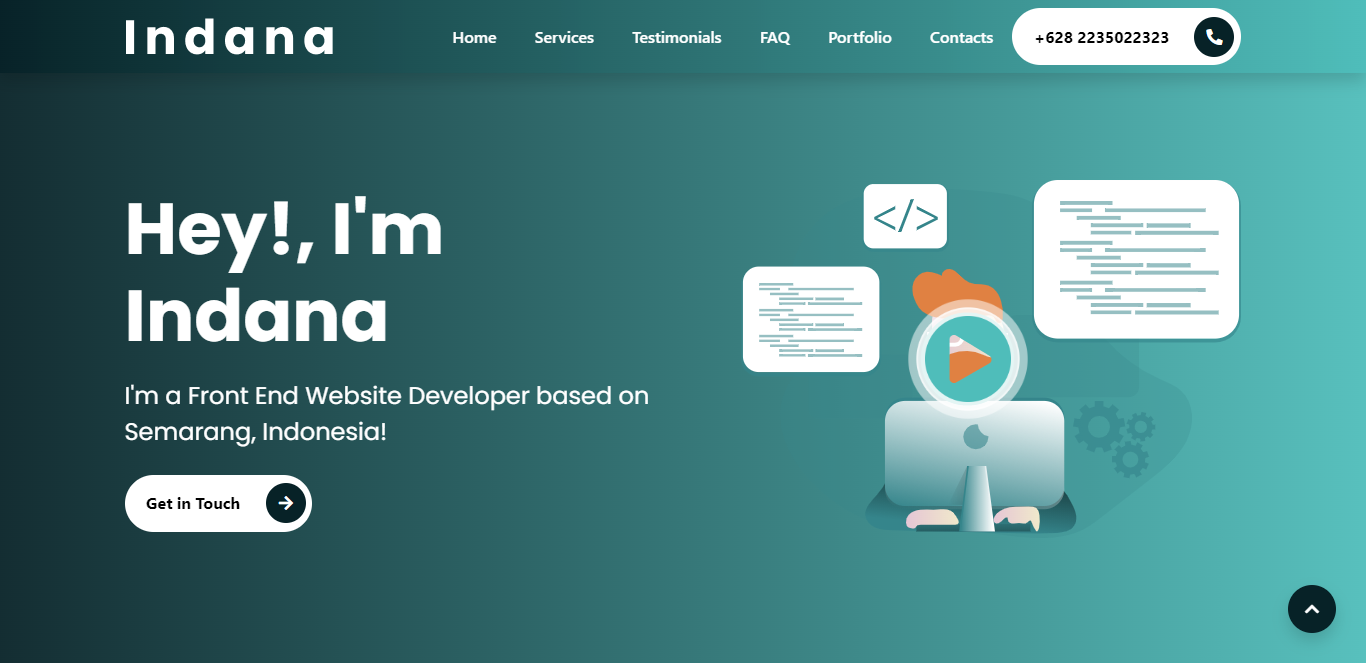 Indana
Home Services Testimonials FAQ Portfolio Contacts +628 2235022323
Hey!, I'm
Indana
I'm a Front End Website Developer based on
Semarang, Indonesia!
Get in Touch
</>